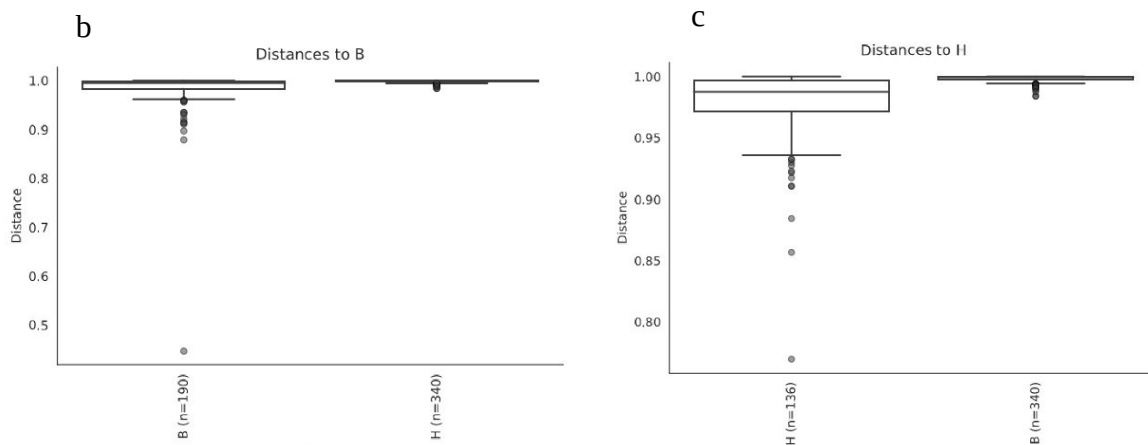 b
Distances to B
1.0
0.9
0.8
0.7
0.6
0.5
Distance
B (n=190)
H (n=340)
c
Distances to H
1.00
0.95
0.90
0.85
0.80
Distance
H (n=136)
B (n=340)